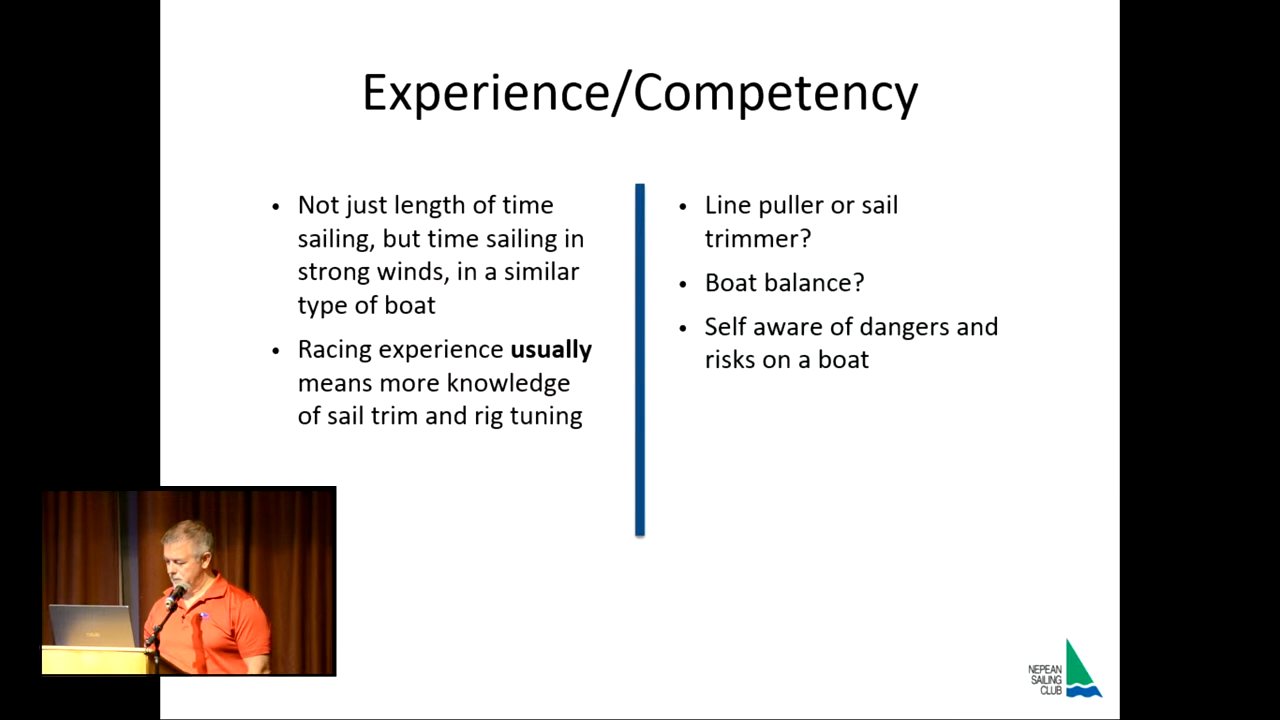 Experience/Competency
• Not just length of time
sailing, but time sailing in
strong winds, in a similar
type of boat
• Racing experience usually
means more knowledge
of sail trim and rig tuning
• Line puller or sail
trimmer?
• Boat balance?
• Self aware of dangers and
risks on a boat
NEPEAN
SAILING
CLUB